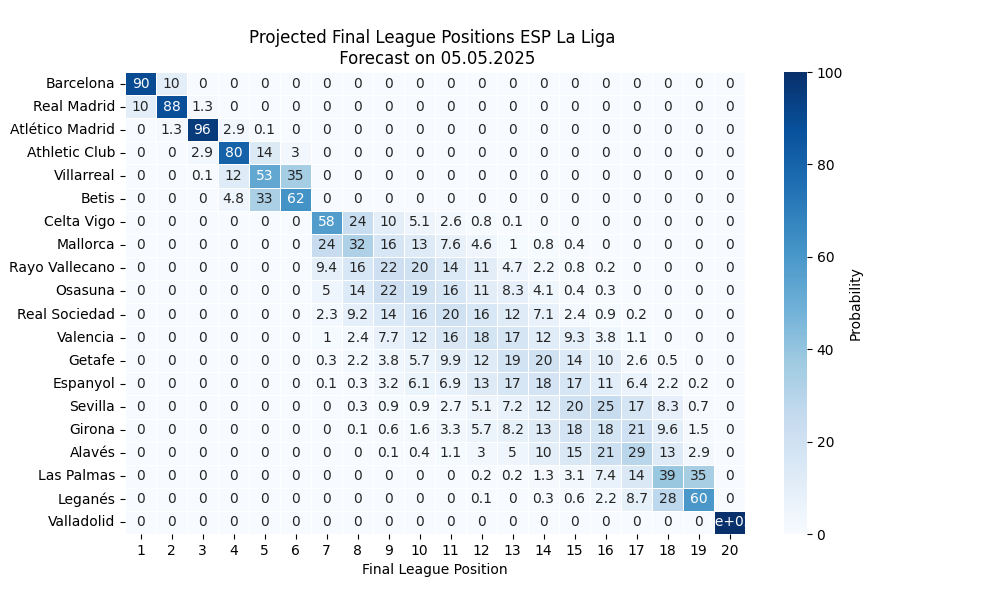 Projected Final League Positions ESP La Liga
Forecast on 05.05.2025
Barcelona 90 10 0 0 0 0 0 0 0 0 0 0 0 0 0 0 0 0 0 0
Real Madrid 10 88 1.3 0 0 0 0 0 0 0 0 0 0 0 0 0 0 0 0 0
Atlético Madrid 0 1.3 96 2.9 0.1 0 0 0 0 0 0 0 0 0 0 0 0 0 0 0
Athletic Club 0 0 2.9 80 14 3 0 0 0 0 0 0 0 0 0 0 0 0 0 0
Villarreal 0 0 0.1 12 53 35 0 0 0 0 0 0 0 0 0 0 0 0 0 0
Betis 0 0 0 4.8 33 62 0 0 0 0 0 0 0 0 0 0 0 0 0 0
Celta Vigo 0 0 0 0 0 0 58 24 10 5.1 2.6 0.8 0.1 0 0 0 0 0 0 0
Mallorca 0 0 0 0 0 0 24 32 16 13 7.6 4.6 1 0.8 0.4 0 0 0 0 0
Rayo Vallecano 0 0 0 0 0 0 9.4 16 22 20 14 11 4.7 2.2 0.8 0.2 0 0 0 0
Osasuna 0 0 0 0 0 0 5 14 22 19 16 11 8.3 4.1 0.4 0.3 0 0 0 0
Real Sociedad 0 0 0 0 0 0 2.3 9.2 14 16 20 16 12 7.1 2.4 0.9 0.2 0 0 0
Valencia 0 0 0 0 0 0 1 2.4 7.7 12 16 18 17 12 9.3 3.8 1.1 0 0 0
Getafe 0 0 0 0 0 0 0.3 2.2 3.8 5.7 9.9 12 19 20 14 10 2.6 0.5 0 0
Espanyol 0 0 0 0 0 0 0.1 0.3 3.2 6.1 6.9 13 17 18 17 11 6.4 2.2 0.2 0
Sevilla 0 0 0 0 0 0 0 0.3 0.9 0.9 2.7 5.1 7.2 12 20 25 17 8.3 0.7 0
Girona 0 0 0 0 0 0 0 0.1 0.6 1.6 3.3 5.7 8.2 13 18 18 21 9.6 1.5 0
Alavés 0 0 0 0 0 0 0 0 0.1 0.4 1.1 3 5 10 15 21 29 13 2.9 0
Las Palmas 0 0 0 0 0 0 0 0 0 0 0 0.2 0.2 1.3 3.1 7.4 14 39 35 0
Leganés 0 0 0 0 0 0 0 0 0 0 0 0.1 0 0.3 0.6 2.2 8.7 28 60 0
Valladolid 0 0 0 0 0 0 0 0 0 0 0 0 0 0 0 0 0 0 0 e+0
1 2 3 4 5 6 7 8 9 10 11 12 13 14 15 16 17 18 19 20
Final League Position
100
80
60
40
20
0
Probability